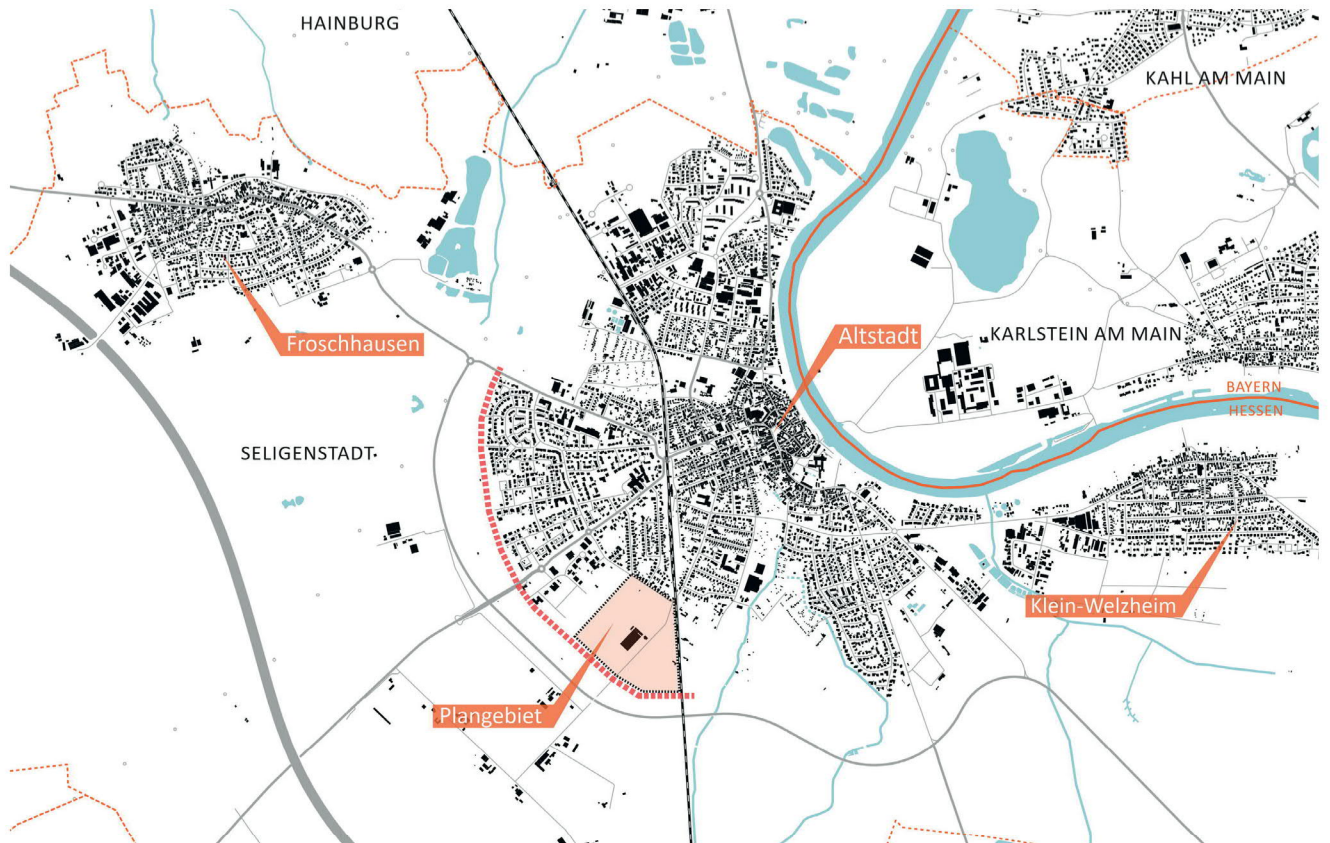 HAINBURG
KAHL AM MAIN
Froschhausen
Altstadt
KARLSTEIN AM MAIN
BAYERN
HESSEN
SELIGENSTADT
Klein-Welzheim
Plangebiet